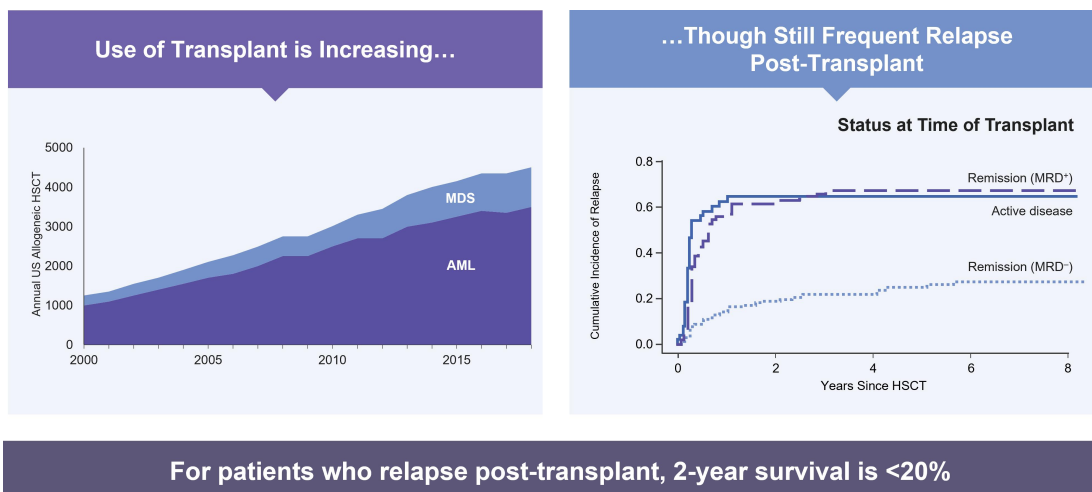 Use of Transplant is Increasing…
Annual US Allogeneic HSCT
5000
4000
3000
2000
1000
0
MDS
AML
2000
2005
2010
2015
…Though Still Frequent Relapse
Post-Transplant
Status at Time of Transplant
Cumulative Incidence of Relapse
0.8
0.6
0.4
0.2
0.0
Remission (MRD⁺)
Active disease
Remission (MRD⁻)
0
2
4
6
8
Years Since HSCT
For patients who relapse post-transplant, 2-year survival is <20%